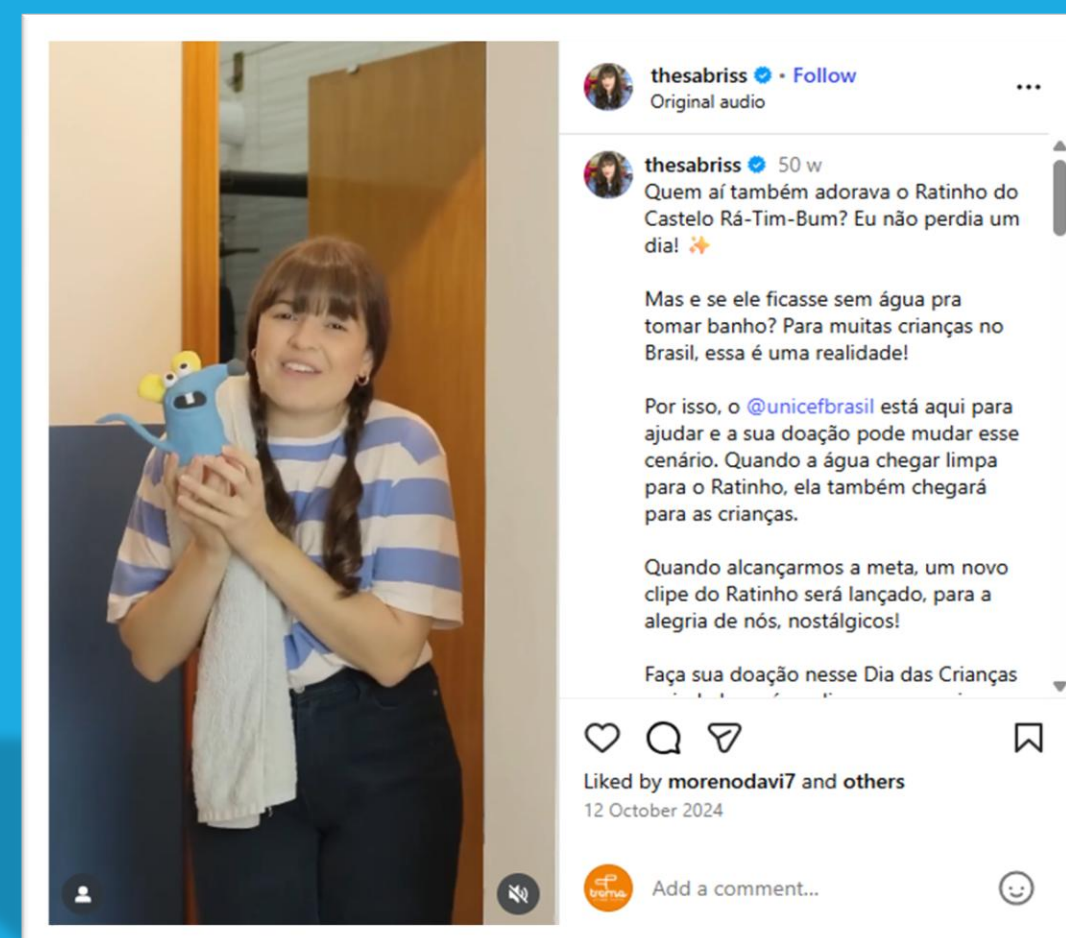 thesabriss • Follow
Original audio
thesabriss 50 w
Quem aí também adorava o Ratinho do
Castelo Rá-Tim-Bum? Eu não perdia um
dia! ✨
Mas e se ele ficasse sem água pra
tomar banho? Para muitas crianças no
Brasil, essa é uma realidade!
Por isso, o @unicefbrasil está aqui para
ajudar e a sua doação pode mudar esse
cenário. Quando a água chegar limpa
para o Ratinho, ela também chegará
para as crianças.
Quando alcançarmos a meta, um novo
clipe do Ratinho será lançado, para a
alegria de nós, nostálgicos!
Faça sua doação nesse Dia das Crianças
Liked by morenodavi7 and others
12 October 2024
trema
Add a comment...